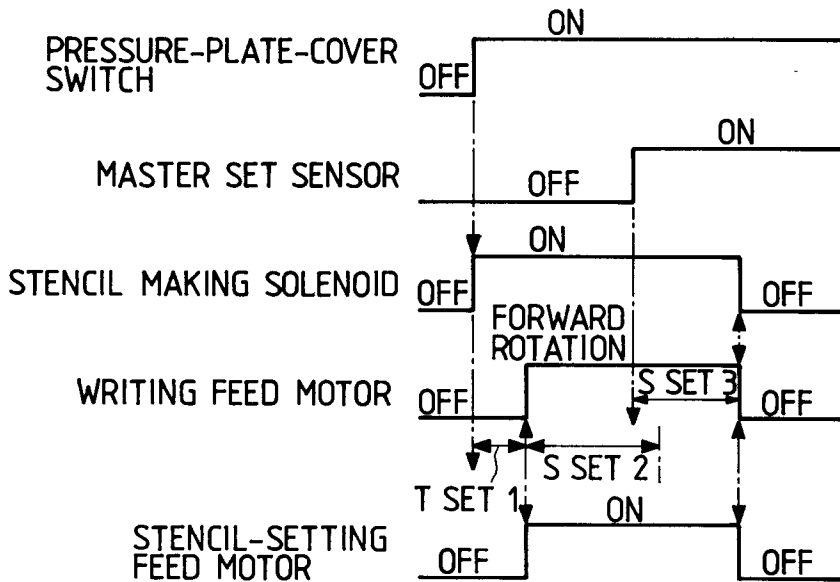 ON
PRESSURE-PLATE-COVER
SWITCH
OFF
ON
MASTER SET SENSOR
OFF
ON
STENCIL MAKING SOLENOID
OFF
OFF
FORWARD
ROTATION
S SET 3
WRITING FEED MOTOR
OFF
OFF
S SET 2
T SET 1
ON
STENCIL-SETTING
FEED MOTOR
OFF
OFF